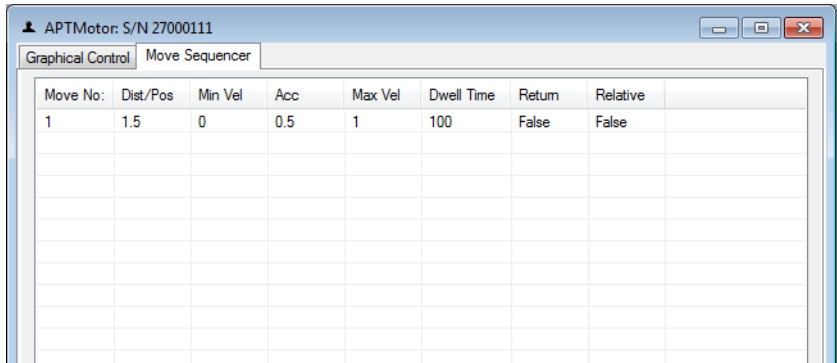 APTMotor: S/N 27000111
Graphical Control Move Sequencer
Move No: Dist/Pos Min Vel Acc Max Vel Dwell Time Return Relative
1 1.5 0 0.5 1 100 False False